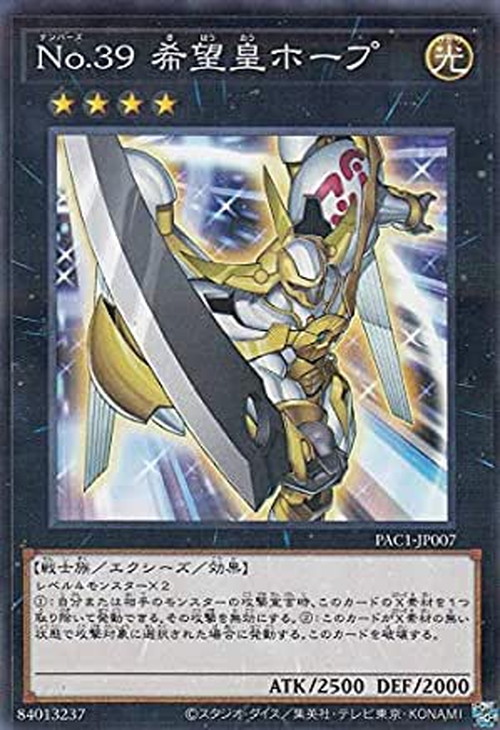 ナンバーズ き ぼう おう
No.39 希望皇ホープ
光
PAC1-JP007
【戦士族/エクシーズ/効果】
レベル4モンスター×2
①:自分または相手のモンスターの攻撃宣言時、このカードのX素材を1つ
取り除いて発動できる。その攻撃を無効にする。②:このカードがX素材の無い
状態で攻撃対象に選択された場合に発動する。このカードを破壊する。
ATK/2500 DEF/2000
84013237
©スタジオ・ダイス/集英社・テレビ東京・KONAMI